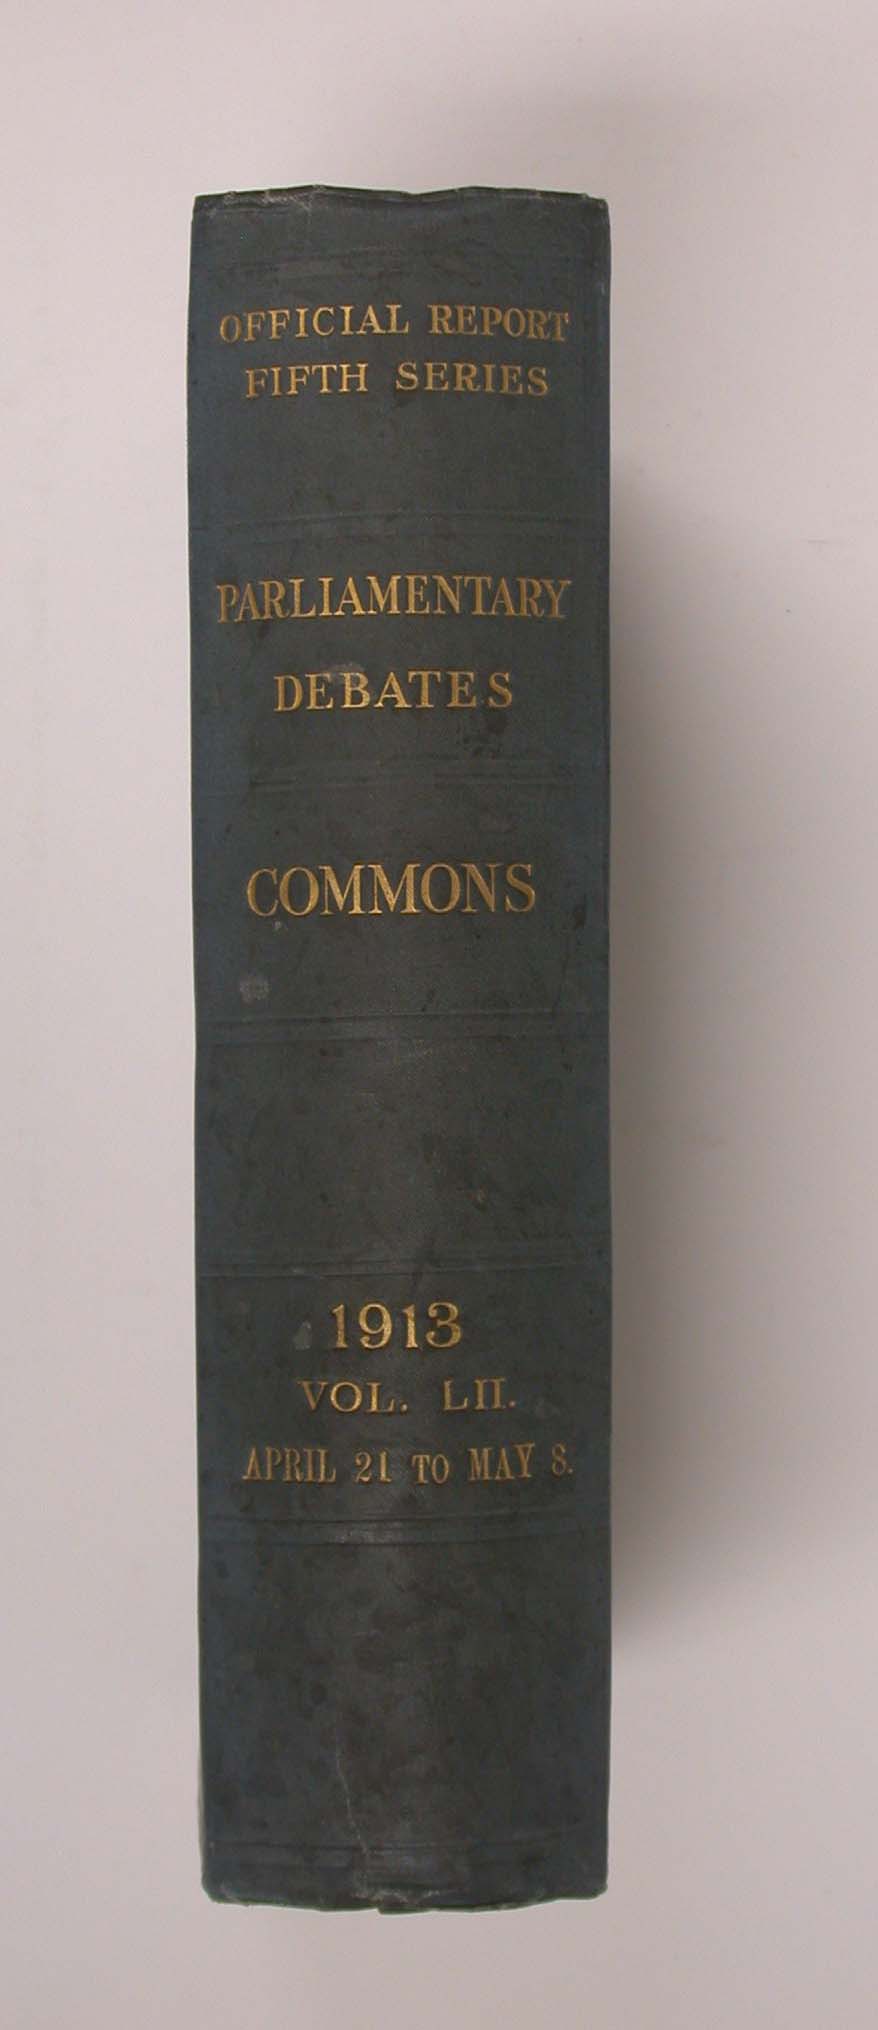 OFFICIAL REPORT
FIFTH SERIES
PARLIAMENTARY
DEBATES
COMMONS
1913
VOL. LII.
APRIL 21 TO MAY 8.